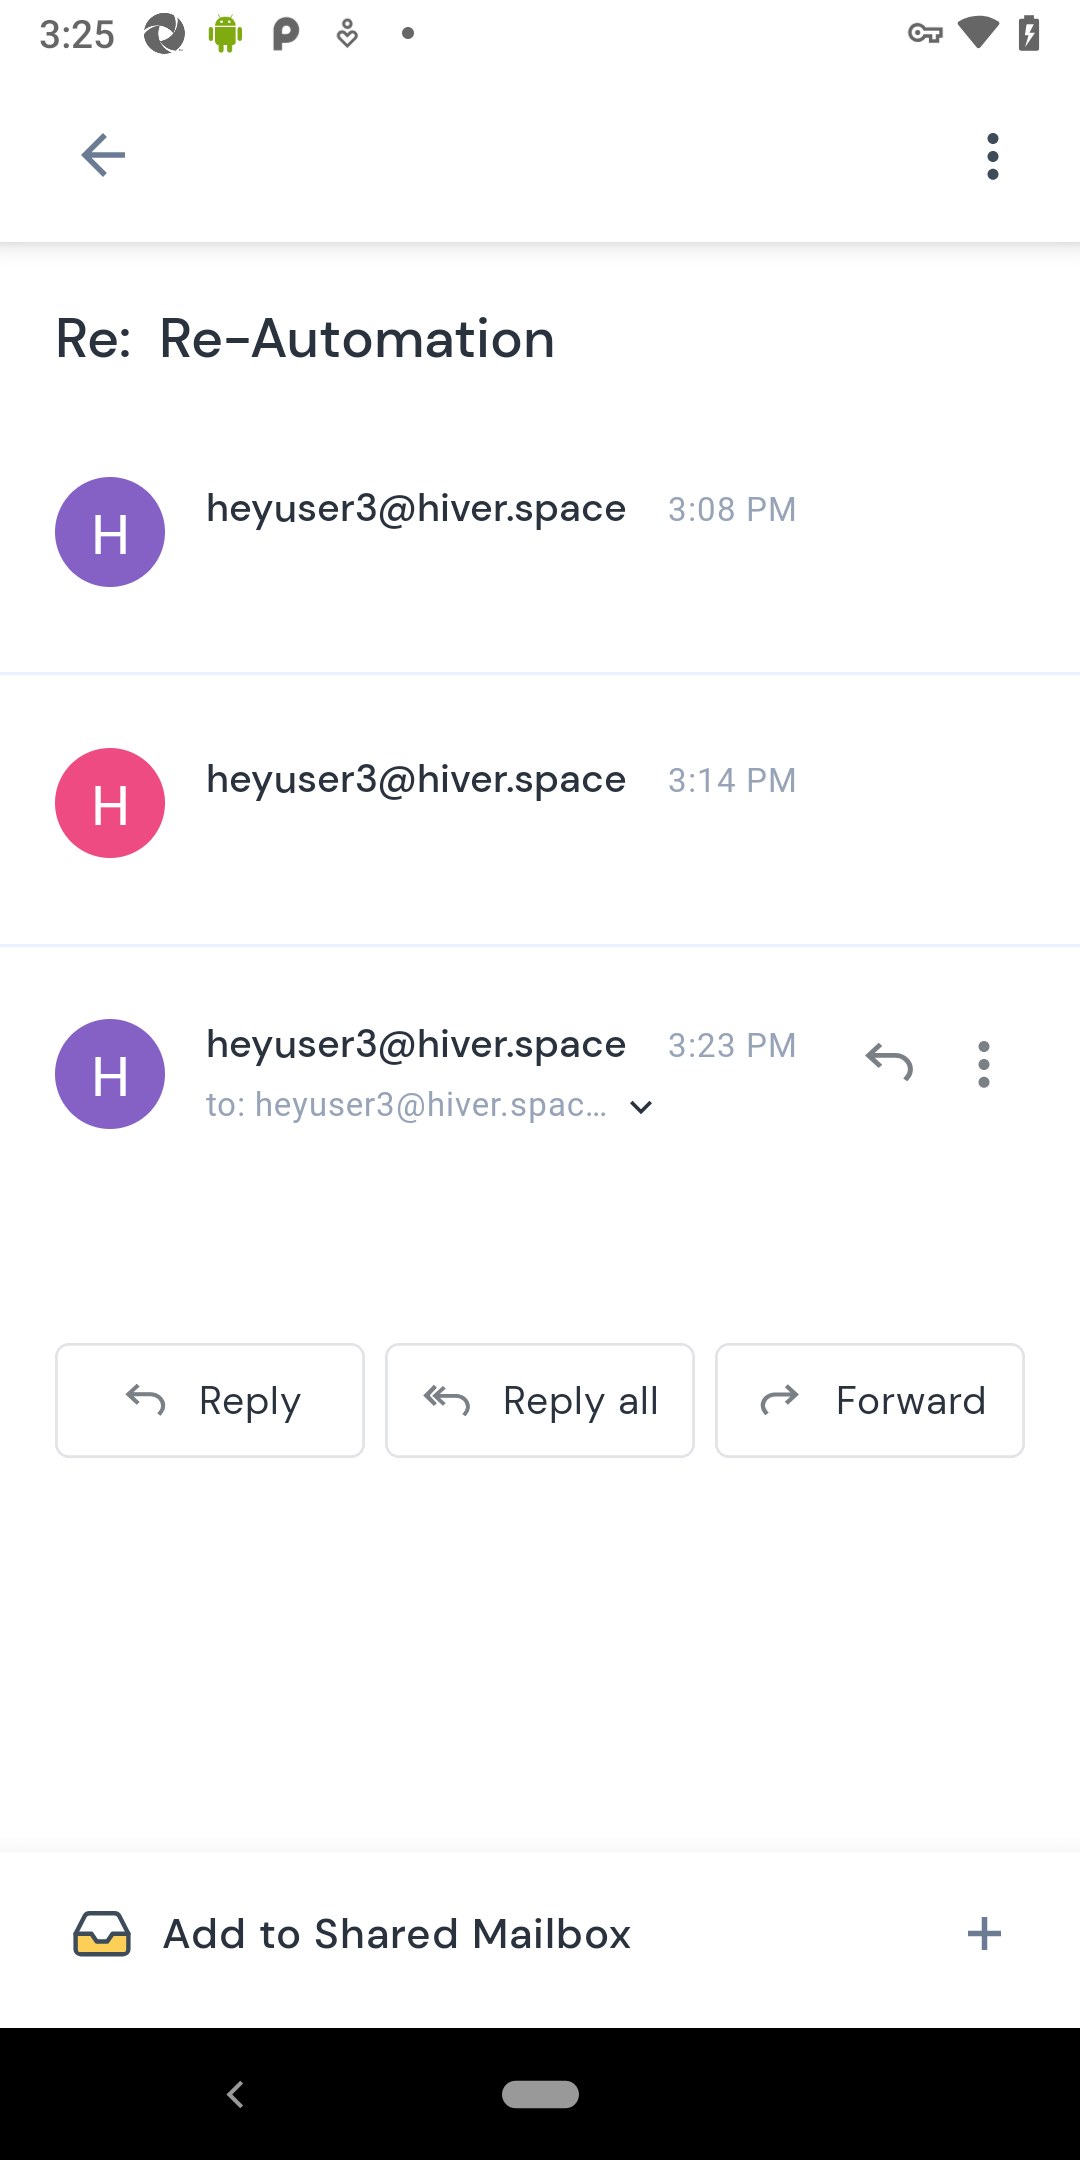 3:25
Re: Re-Automation
H
heyuser3@hiver.space 3:08 PM
H
heyuser3@hiver.space 3:14 PM
H
heyuser3@hiver.space 3:23 PM
to: heyuser3@hiver.spac...
Reply
Reply all
Forward
Add to Shared Mailbox